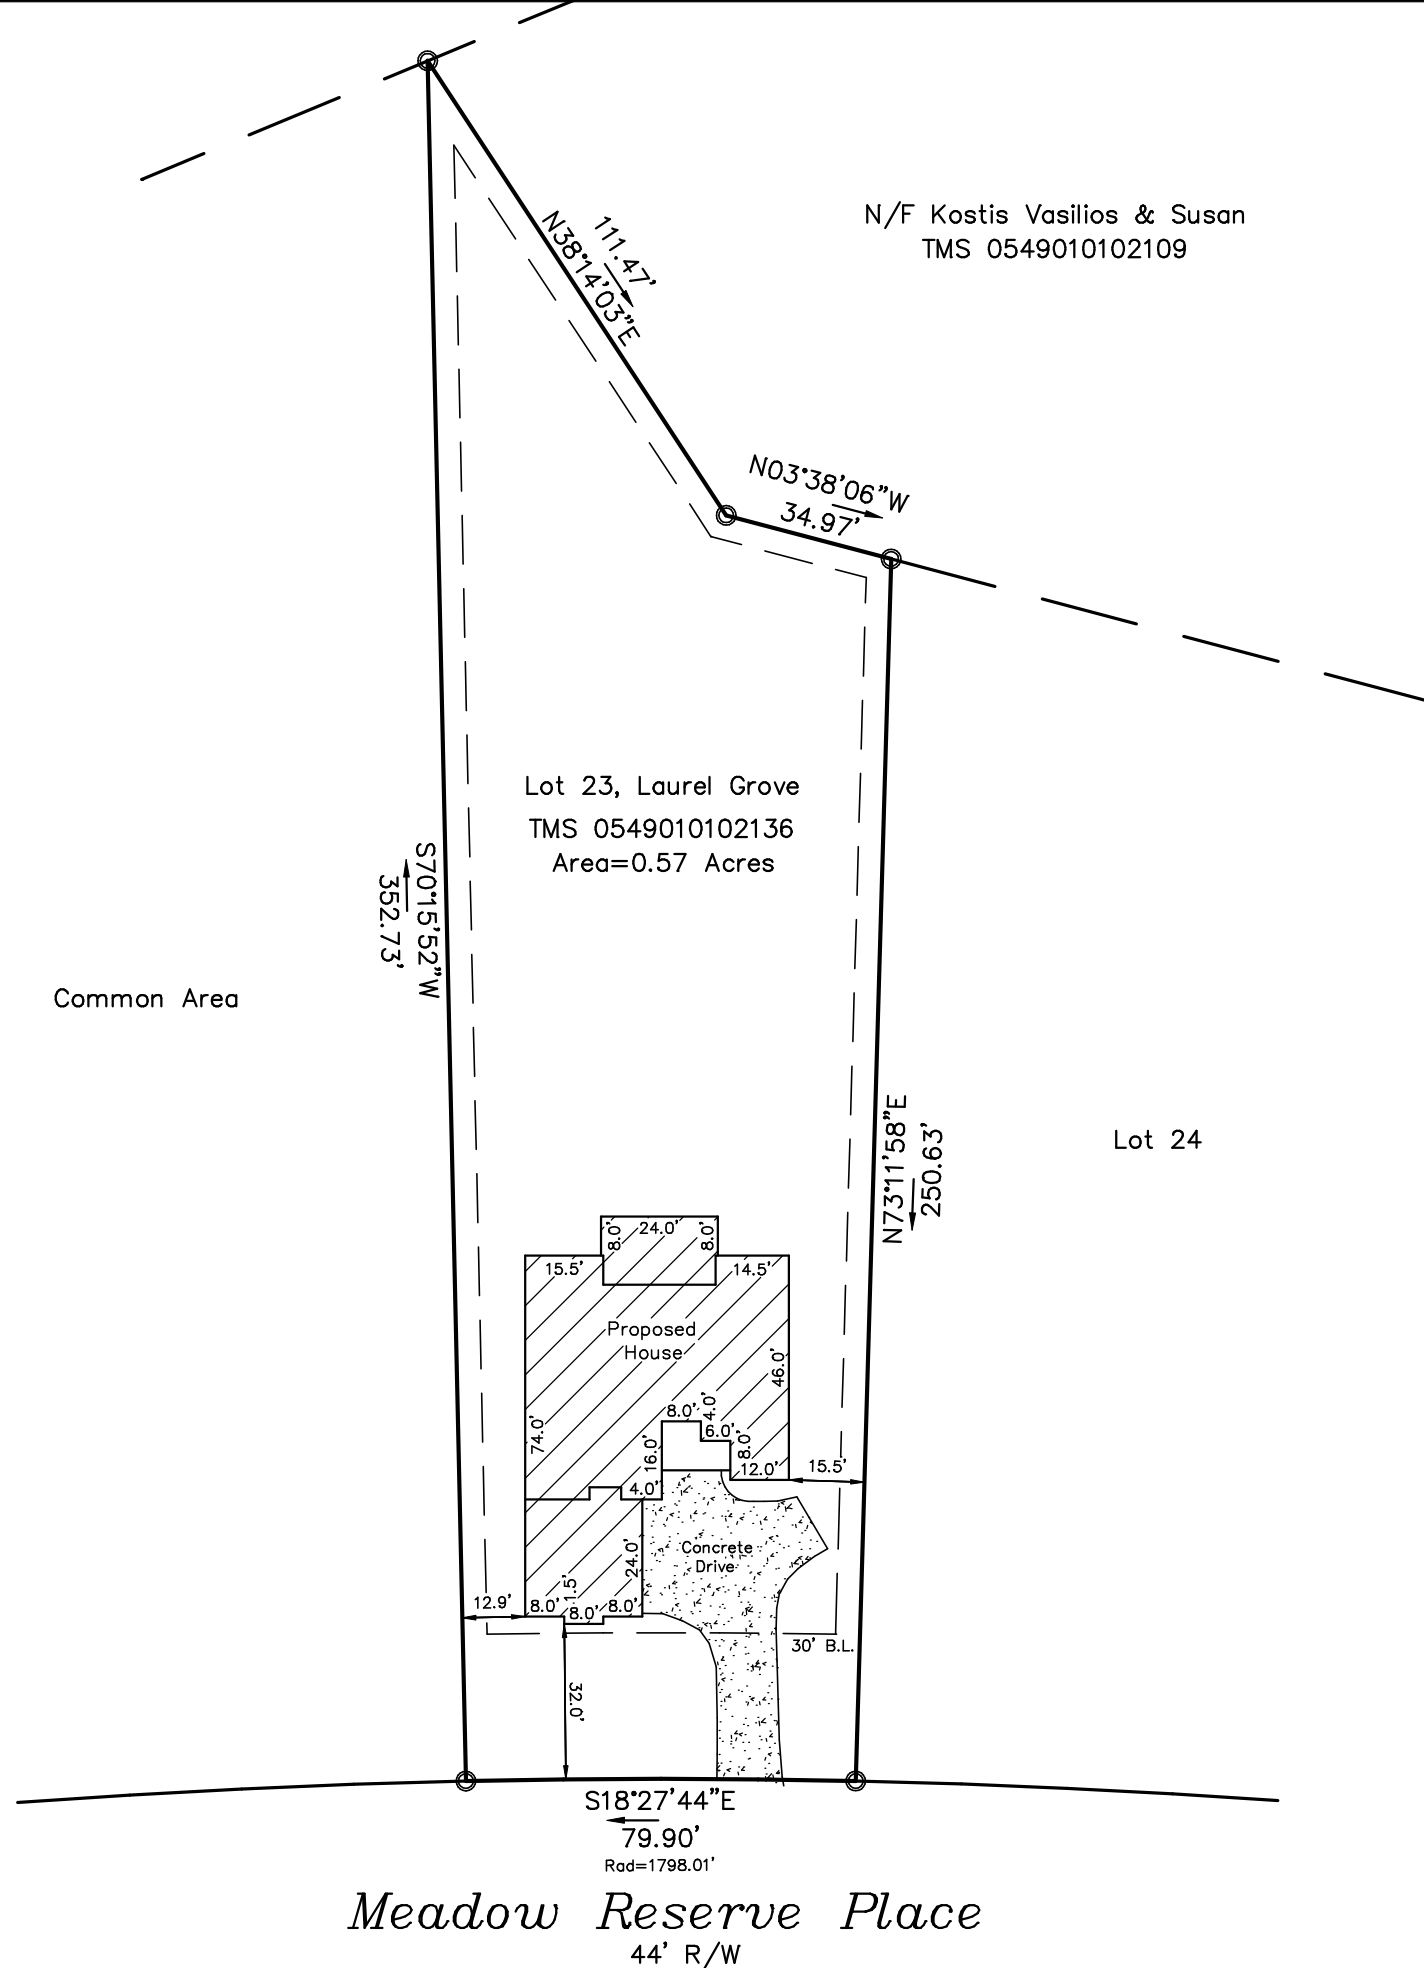 N/F Kostis Vasilios & Susan
TMS 0549010102109
111.47'
N38°14'03"E
N03°38'06"W
34.97'
Lot 23, Laurel Grove
TMS 0549010102136
Area=0.57 Acres
S70°15'52"W
352.73'
Common Area
N73°11'58"E
250.63'
Lot 24
8.0'
24.0'
8.0'
15.5'
14.5'
Proposed
House
46.0'
8.0'
4.0'
6.0'
74.0'
16.0'
8.0'
12.0'
15.5'
4.0'
Concrete
Drive
24.0'
1.5'
12.9'
8.0'
8.0'
8.0'
30' B.L.
32.0'
S18°27'44"E
79.90'
Rad=1798.01'
Meadow Reserve Place
44' R/W